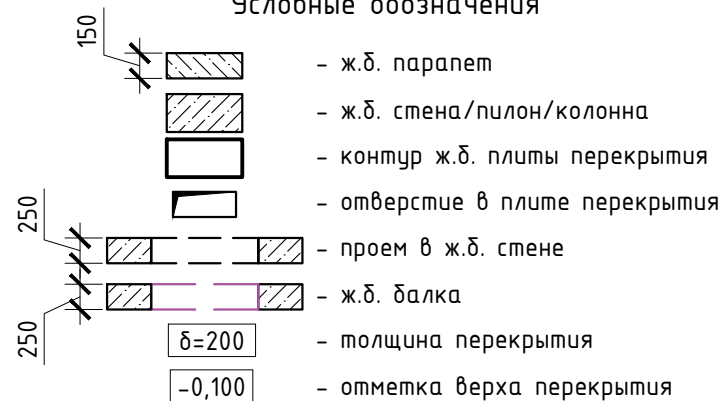 Условные обозначения
150
- ж.б. парапет
- ж.б. стена/пилон/колонна
- контур ж.б. плиты перекрытия
- отверстие в плите перекрытия
250
- проем в ж.б. стене
250
- ж.б. балка
δ=200 - толщина перекрытия
-0,100 - отметка верха перекрытия